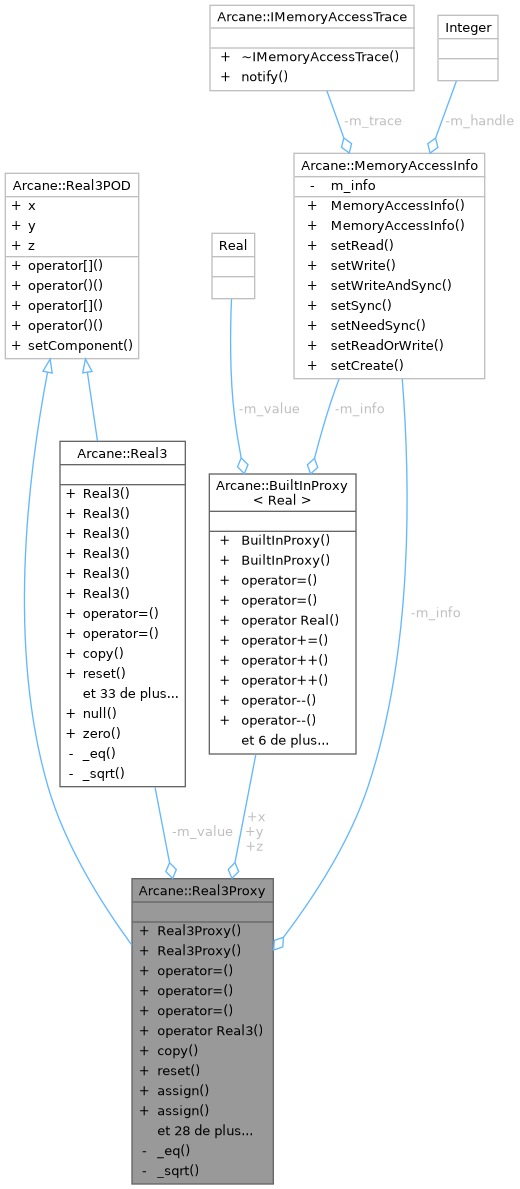 Arcane::IMemoryAccessTrace
+ ~IMemoryAccessTrace()
+ notify()
Integer
-m_trace
-m_handle
Arcane::MemoryAccessInfo
- m_info
+ MemoryAccessInfo()
+ MemoryAccessInfo()
+ setRead()
+ setWrite()
+ setWriteAndSync()
+ setSync()
+ setNeedSync()
+ setReadOrWrite()
+ setCreate()
Arcane::Real3POD
+ x
+ y
+ z
+ operator[]()
+ operator()()
+ operator[]()
+ operator()()
+ setComponent()
Real
-m_value
-m_info
Arcane::Real3
+ Real3()
+ Real3()
+ Real3()
+ Real3()
+ Real3()
+ Real3()
+ operator=()
+ operator=()
+ copy()
+ reset()
et 33 de plus...
+ null()
+ zero()
- _eq()
- _sqrt()
Arcane::BuiltInProxy
< Real >
+ BuiltInProxy()
+ BuiltInProxy()
+ operator=()
+ operator=()
+ operator Real()
+ operator+=()
+ operator++()
+ operator++()
+ operator--()
+ operator--()
et 6 de plus...
-m_info
-m_value
+x
+y
+z
Arcane::Real3Proxy
+ Real3Proxy()
+ Real3Proxy()
+ operator=()
+ operator=()
+ operator=()
+ operator Real3()
+ copy()
+ reset()
+ assign()
+ assign()
et 28 de plus...
- _eq()
- _sqrt()